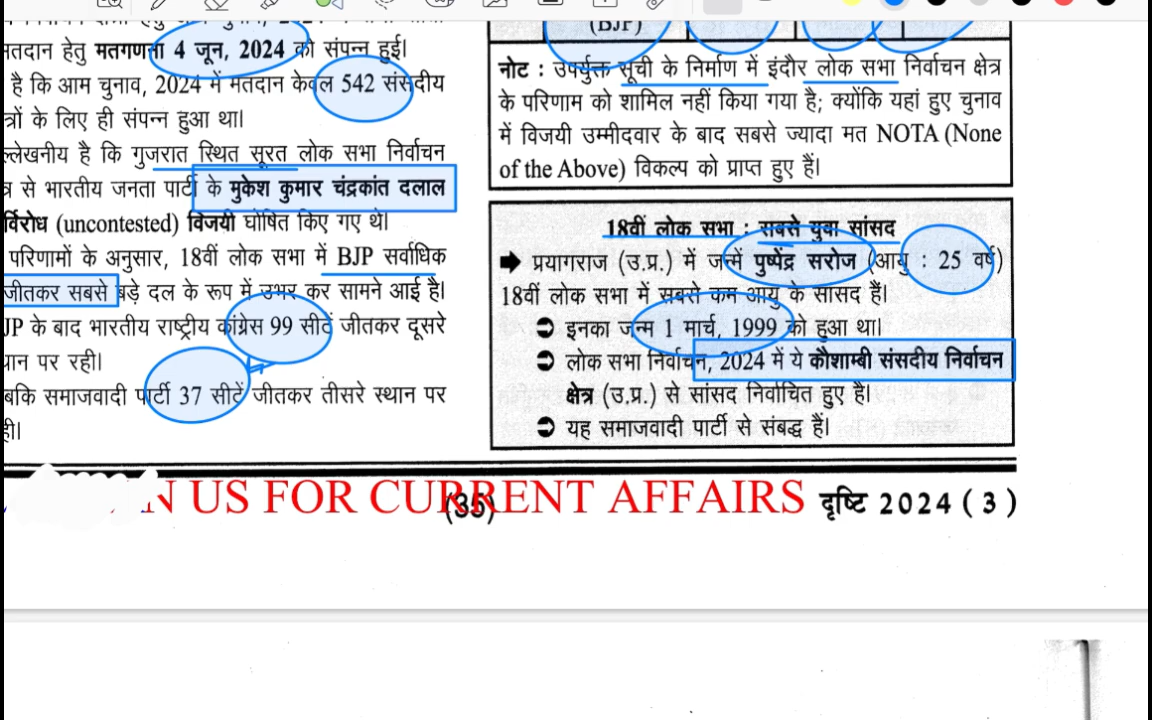 मतदान हेतु मतगणना 4 जून, 2024 को संपन्न हुई।
है कि आम चुनाव, 2024 में मतदान केवल 542 संसदीय
त्रों के लिए ही संपन्न हुआ था।
ल्लेखनीय है कि गुजरात स्थित सूरत लोक सभा निर्वाचन
त्र से भारतीय जनता पार्टी के मुकेश कुमार चंद्रकांत दलाल
र्विरोध (uncontested) विजयी घोषित किए गए थे।
परिणामों के अनुसार, 18वीं लोक सभा में BJP सर्वाधिक
जीतकर सबसे बड़े दल के रूप में उभर कर सामने आई है।
JP के बाद भारतीय राष्ट्रीय कांग्रेस 99 सीटें जीतकर दूसरे
थान पर रही।
बकि समाजवादी पार्टी 37 सीटें जीतकर तीसरे स्थान पर
ही।
(BJP)
नोट : उपर्युक्त सूची के निर्माण में इंदौर लोक सभा निर्वाचन क्षेत्र
के परिणाम को शामिल नहीं किया गया है; क्योंकि यहां हुए चुनाव
में विजयी उम्मीदवार के बाद सबसे ज्यादा मत NOTA (None
of the Above) विकल्प को प्राप्त हुए हैं।
18वीं लोक सभा : सबसे युवा सांसद
प्रयागराज (उ.प्र.) में जन्में पुष्पेंद्र सरोज (आयु : 25 वर्ष)
18वीं लोक सभा में सबसे कम आयु के सांसद हैं।
इनका जन्म 1 मार्च, 1999 को हुआ था।
लोक सभा निर्वाचन, 2024 में ये कौशाम्बी संसदीय निर्वाचन
क्षेत्र (उ.प्र.) से सांसद निर्वाचित हुए है।
यह समाजवादी पार्टी से संबद्ध हैं।
N US FOR CURRENT AFFAIRS
(35)
दृष्टि 2024 ( 3 )